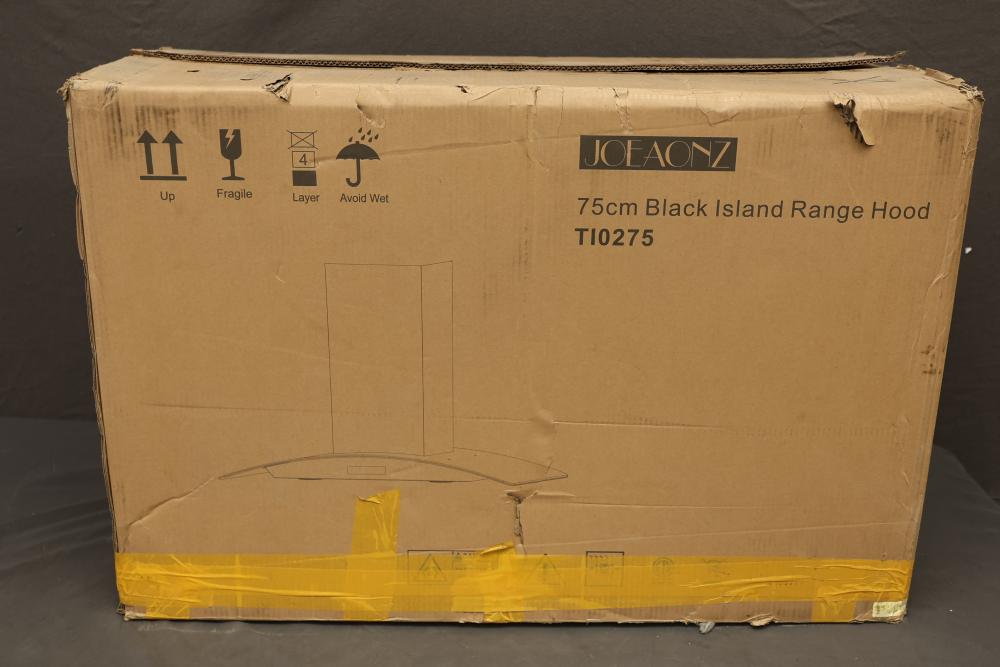 JOEAONZ
75cm Black Island Range Hood
TI0275
4
Up
Fragile
Layer
Avoid Wet